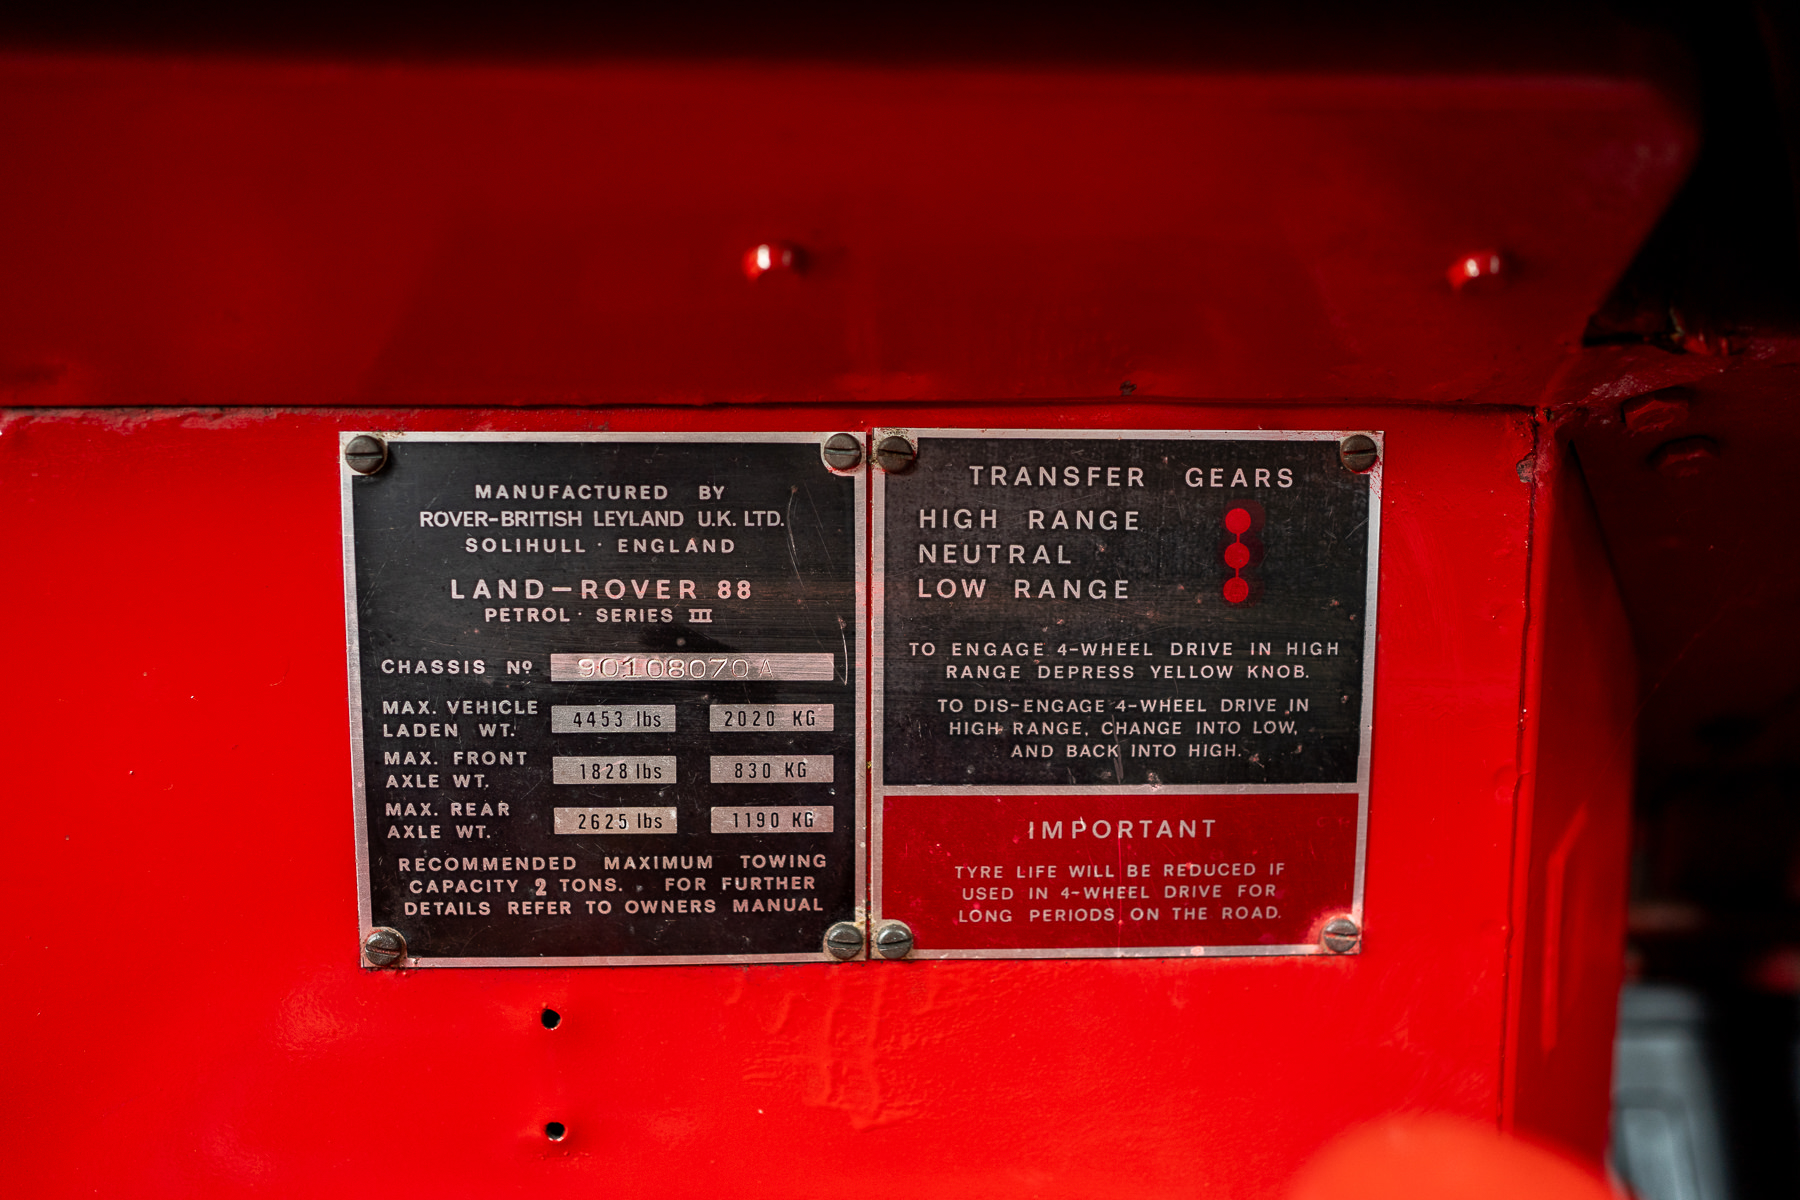 MANUFACTURED BY
ROVER-BRITISH LEYLAND U.K. LTD.
SOLIHULL · ENGLAND
LAND-ROVER 88
PETROL · SERIES III
CHASSIS Nº 90108070A
MAX. VEHICLE
LADEN WT. 4453 lbs 2020 KG
MAX. FRONT
AXLE WT. 1828 lbs 830 KG
MAX. REAR
AXLE WT. 2625 lbs 1190 KG
RECOMMENDED MAXIMUM TOWING
CAPACITY 2 TONS. FOR FURTHER
DETAILS REFER TO OWNERS MANUAL
TRANSFER GEARS
HIGH RANGE
NEUTRAL
LOW RANGE
TO ENGAGE 4-WHEEL DRIVE IN HIGH
RANGE DEPRESS YELLOW KNOB.
TO DIS-ENGAGE 4-WHEEL DRIVE IN
HIGH RANGE, CHANGE INTO LOW,
AND BACK INTO HIGH.
IMPORTANT
TYRE LIFE WILL BE REDUCED IF
USED IN 4-WHEEL DRIVE FOR
LONG PERIODS ON THE ROAD.